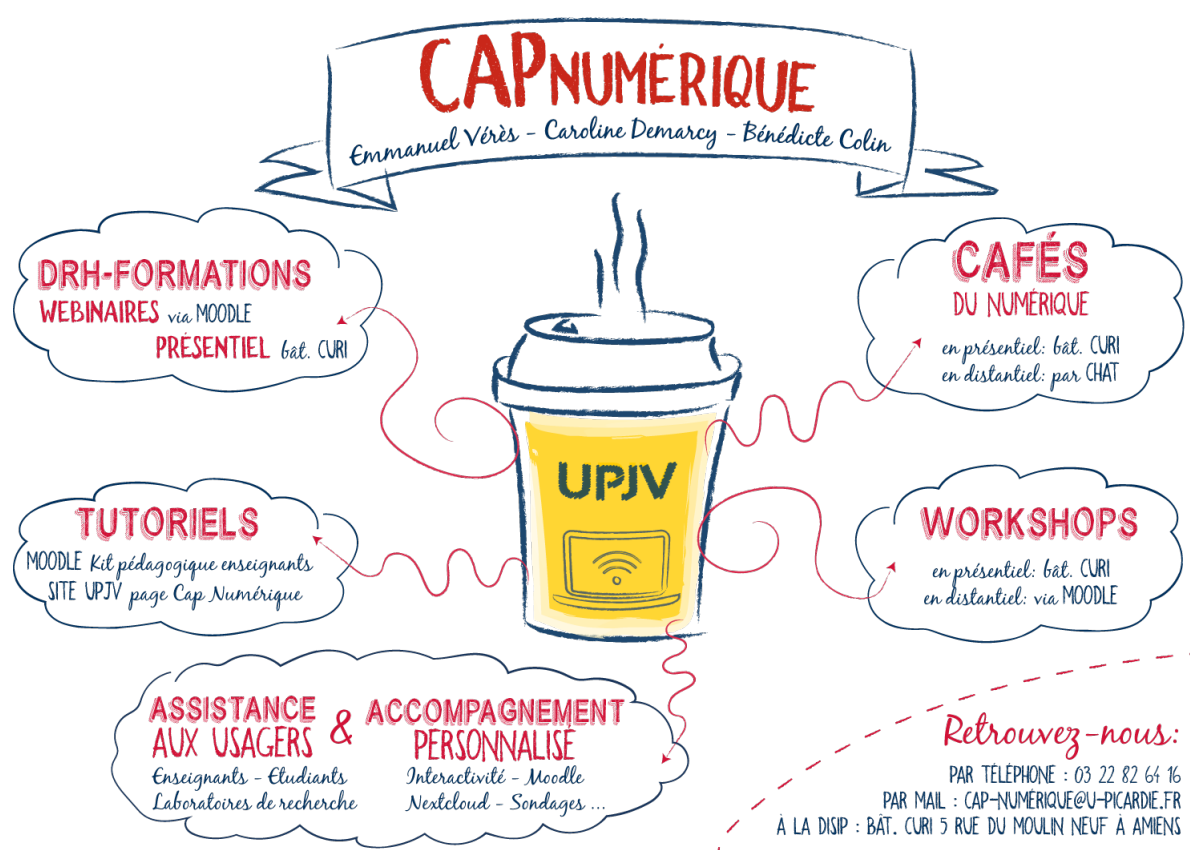 CAPNUMÉRIQUE
Emmanuel Vérès - Caroline Demarcy - Bénédicte Colin
DRH-FORMATIONS
WEBINAIRES via MOODLE
PRÉSENTIEL bât. CURI
CAFÉS
DU NUMÉRIQUE
en présentiel: bât. CURI
en distantiel: par CHAT
UPJV
TUTORIELS
MOODLE Kit pédagogique enseignants
SITE UPJV page Cap Numérique
WORKSHOPS
en présentiel: bât. CURI
en distantiel: via MOODLE
ASSISTANCE
AUX USAGERS
Enseignants - Etudiants
Laboratoires de recherche
&
ACCOMPAGNEMENT
PERSONNALISÉ
Interactivité - Moodle
Nextcloud - Sondages ...
Retrouvez-nous:
PAR TÉLÉPHONE : 03 22 82 64 16
PAR MAIL : CAP-NUMÉRIQUE@U-PICARDIE.FR
À LA DISIP : BÂT. CURI 5 RUE DU MOULIN NEUF À AMIENS